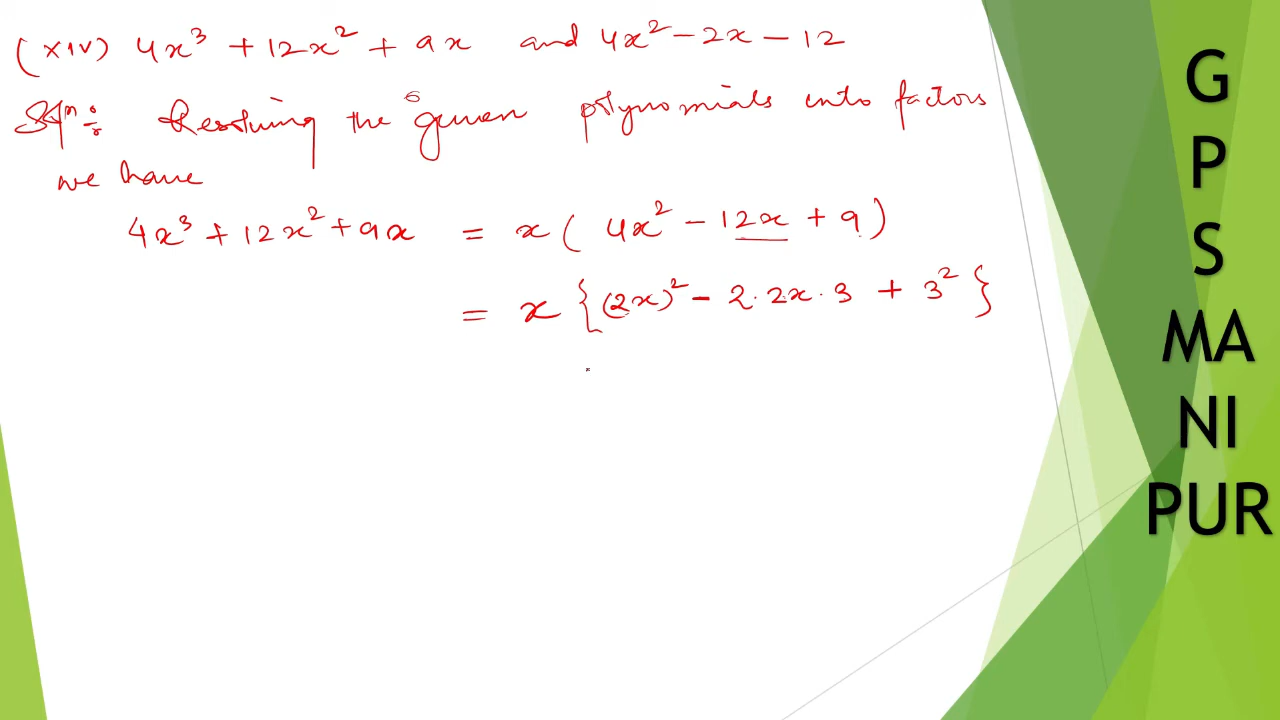 (XIV) 4x³ + 12x² + 9x and 4x² - 2x - 12
Solⁿ: Resolving the given polynomials into factors
we have
4x³ + 12x² + 9x = x( 4x² - 12x + 9 )
= x { (2x)² - 2·2x·3 + 3² }
G
P
S
MA
NI
PUR